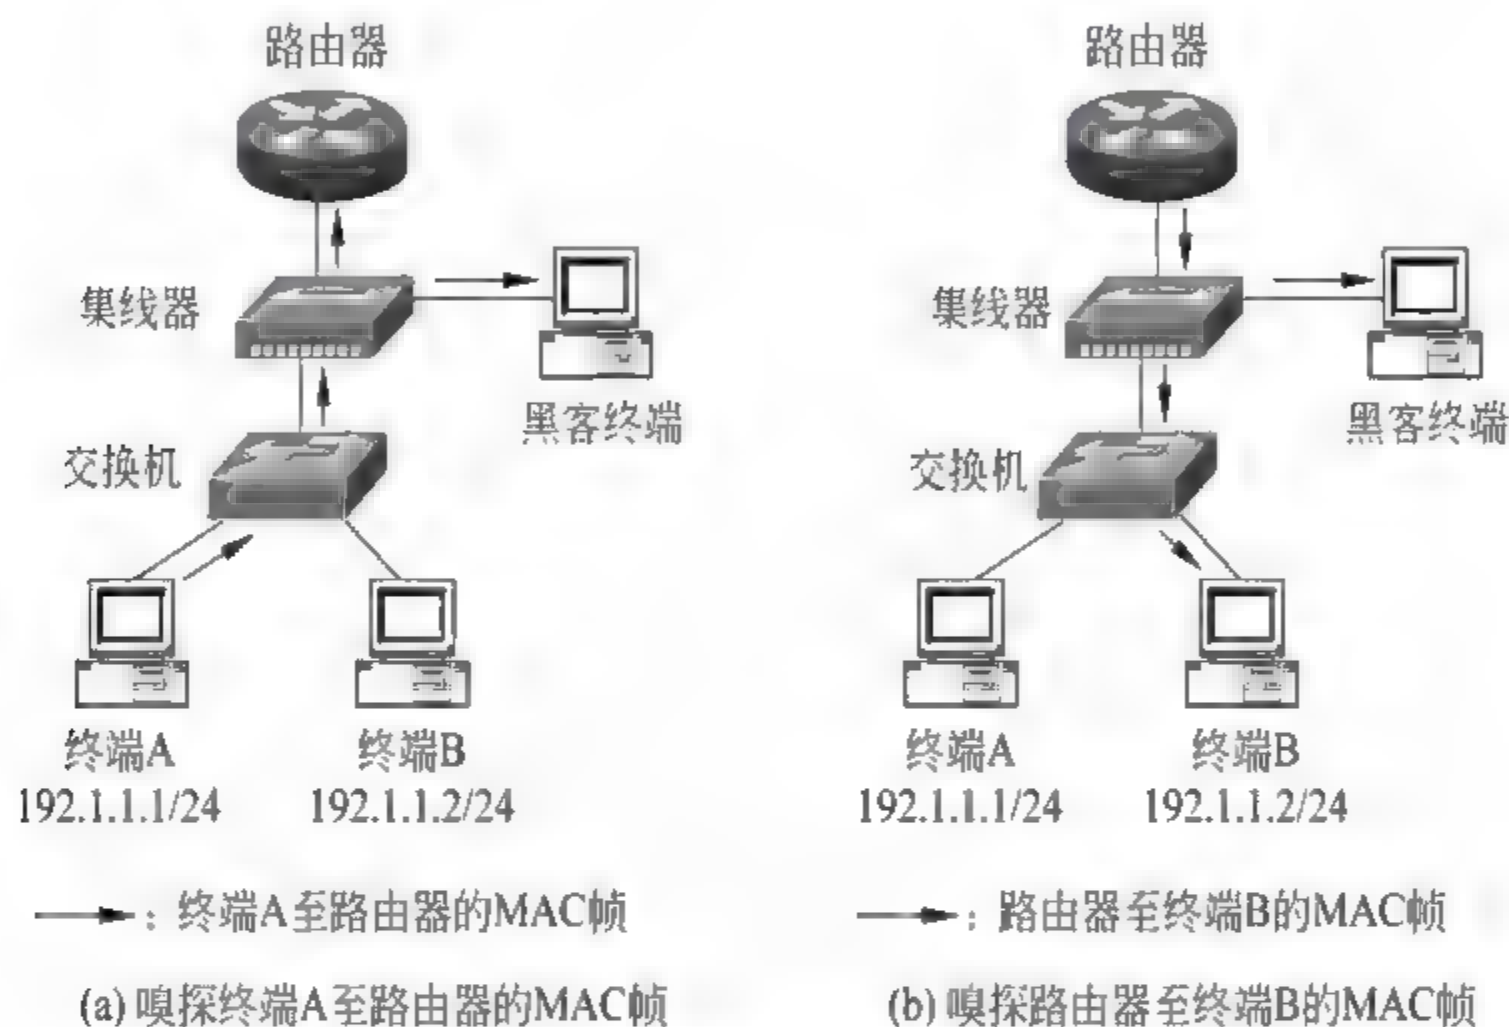 路由器
集线器
黑客终端
交换机
终端A
192.1.1.1/24
终端B
192.1.1.2/24
→：终端A至路由器的MAC帧
(a) 嗅探终端A至路由器的MAC帧
路由器
集线器
黑客终端
交换机
终端A
192.1.1.1/24
终端B
192.1.1.2/24
→：路由器至终端B的MAC帧
(b) 嗅探路由器至终端B的MAC帧